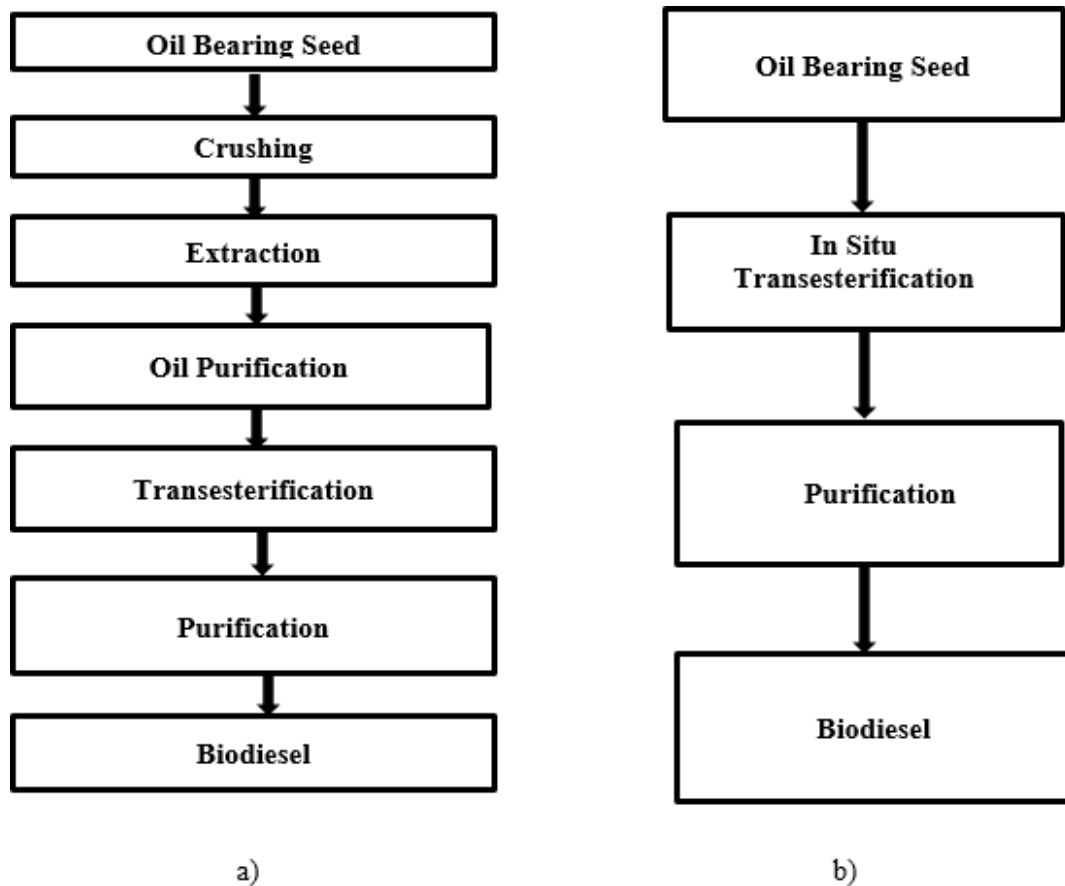 Oil Bearing Seed
Crushing
Extraction
Oil Purification
Transesterification
Purification
Biodiesel
a)
Oil Bearing Seed
In Situ
Transesterification
Purification
Biodiesel
b)